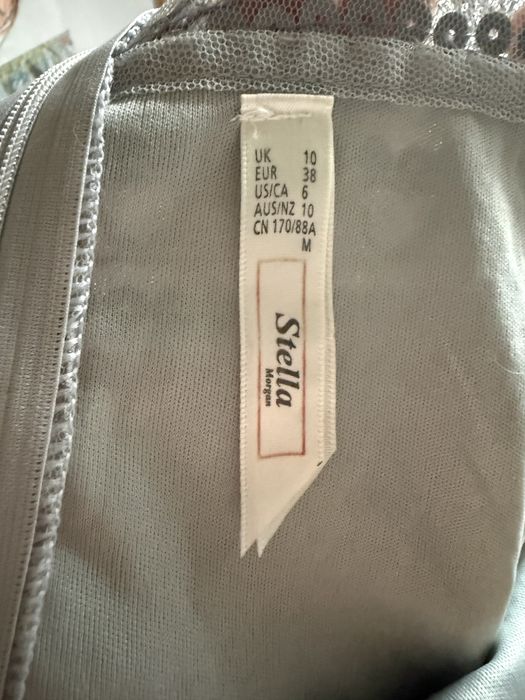 UK 10
EUR 38
US/CA 6
AUS/NZ 10
CN 170/88A
M
Stella
Morgan